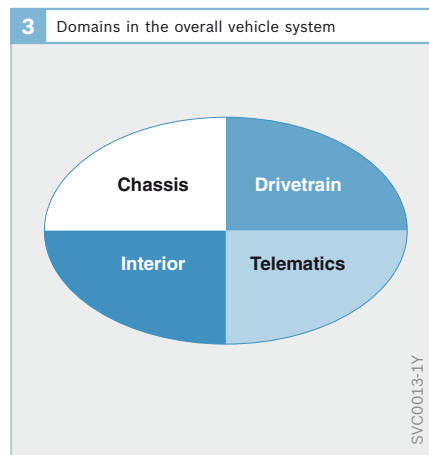 3 Domains in the overall vehicle system
Chassis Drivetrain
Interior Telematics
SVC0013-1Y